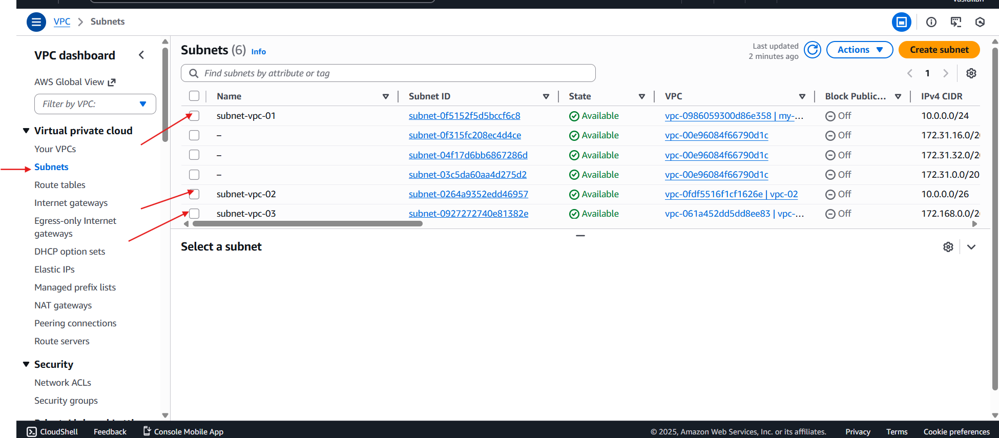 VPC > Subnets
VPC dashboard
AWS Global View
Filter by VPC:
Virtual private cloud
Your VPCs
Subnets
Route tables
Internet gateways
Egress-only Internet
gateways
DHCP option sets
Elastic IPs
Managed prefix lists
NAT gateways
Peering connections
Route servers
Security
Network ACLs
Security groups
Subnets (6) Info
Last updated
2 minutes ago
Actions
Create subnet
Find subnets by attribute or tag
1
Name Subnet ID State VPC Block Public... IPv4 CIDR
subnet-vpc-01 subnet-0f5152f5d5bccf6c8 Available vpc-0986059300d86e358 | my-... Off 10.0.0.0/24
– subnet-0f315fc208ec4d4ce Available vpc-00e96084f66790d1c Off 172.31.16.0/2
– subnet-04f17d6bb6867286d Available vpc-00e96084f66790d1c Off 172.31.32.0/2
– subnet-03c5da60aa4d275d2 Available vpc-00e96084f66790d1c Off 172.31.0.0/20
subnet-vpc-02 subnet-0264a9352edd46957 Available vpc-0fdf5516f1cf1626e | vpc-02 Off 10.0.0.0/26
subnet-vpc-03 subnet-0927272740e81382e Available vpc-061a452dd5dd8ee83 | vpc-... Off 172.168.0.0/2
Select a subnet
CloudShell Feedback Console Mobile App © 2025, Amazon Web Services, Inc. or its affiliates. Privacy Terms Cookie preferences